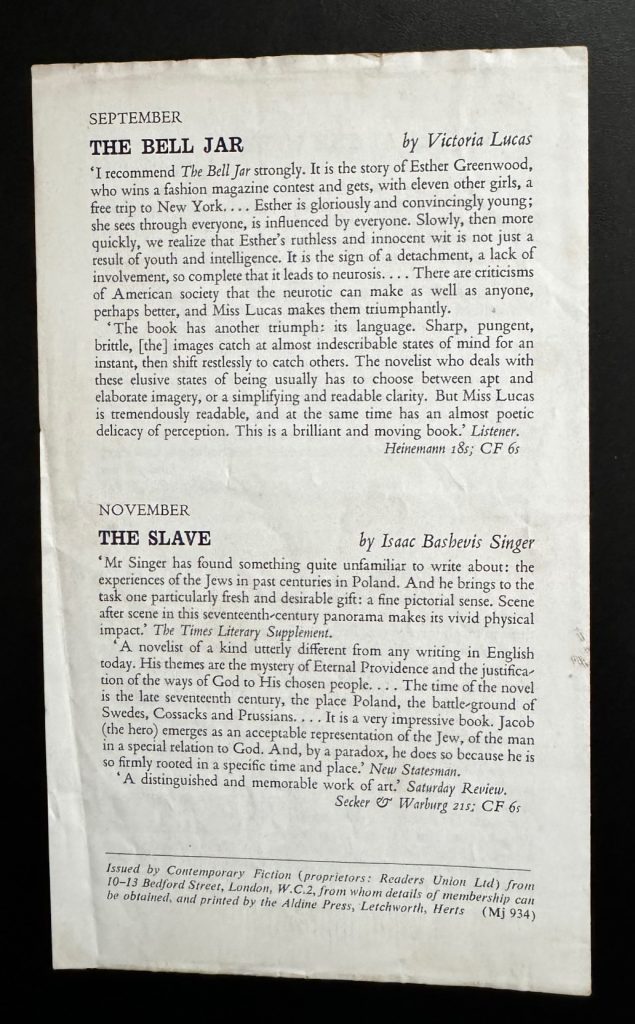 SEPTEMBER
THE BELL JAR by Victoria Lucas
‘I recommend The Bell Jar strongly. It is the story of Esther Greenwood,
who wins a fashion magazine contest and gets, with eleven other girls, a
free trip to New York. . . . Esther is gloriously and convincingly young;
she sees through everyone, is influenced by everyone. Slowly, then more
quickly, we realize that Esther’s ruthless and innocent wit is not just a
result of youth and intelligence. It is the sign of a detachment, a lack of
involvement, so complete that it leads to neurosis. . . . There are criticisms
of American society that the neurotic can make as well as anyone,
perhaps better, and Miss Lucas makes them triumphantly.
‘The book has another triumph: its language. Sharp, pungent,
brittle, [the] images catch at almost indescribable states of mind for an
instant, then shift restlessly to catch others. The novelist who deals with
these elusive states of being usually has to choose between apt and
elaborate imagery, or a simplifying and readable clarity. But Miss Lucas
is tremendously readable, and at the same time has an almost poetic
delicacy of perception. This is a brilliant and moving book.’ Listener.
Heinemann 18s; CF 6s
NOVEMBER
THE SLAVE by Isaac Bashevis Singer
‘Mr Singer has found something quite unfamiliar to write about: the
experiences of the Jews in past centuries in Poland. And he brings to the
task one particularly fresh and desirable gift: a fine pictorial sense. Scene
after scene in this seventeenth-century panorama makes its vivid physical
impact.’ The Times Literary Supplement.
‘A novelist of a kind utterly different from any writing in English
today. His themes are the mystery of Eternal Providence and the justifica-
tion of the ways of God to His chosen people. . . . The time of the novel
is the late seventeenth century, the place Poland, the battle-ground of
Swedes, Cossacks and Prussians. . . . It is a very impressive book. Jacob
(the hero) emerges as an acceptable representation of the Jew, of the man
in a special relation to God. And, by a paradox, he does so because he is
so firmly rooted in a specific time and place.’ New Statesman.
‘A distinguished and memorable work of art.’ Saturday Review.
Secker & Warburg 21s; CF 6s
Issued by Contemporary Fiction (proprietors: Readers Union Ltd) from
10–13 Bedford Street, London, W.C.2, from whom details of membership can
be obtained, and printed by the Aldine Press, Letchworth, Herts (Mj 934)